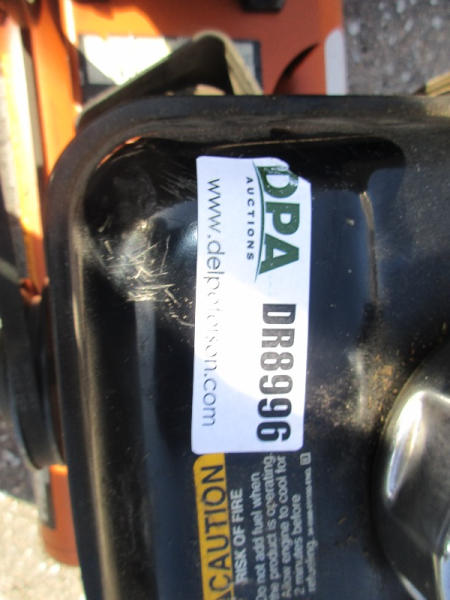 DPA
AUCTIONS
www.delpeterson.com
DR8996
CAUTION
RISK OF FIRE
Do not add fuel when
the product is operating.
Allow engine to cool for
2 minutes before
refueling.